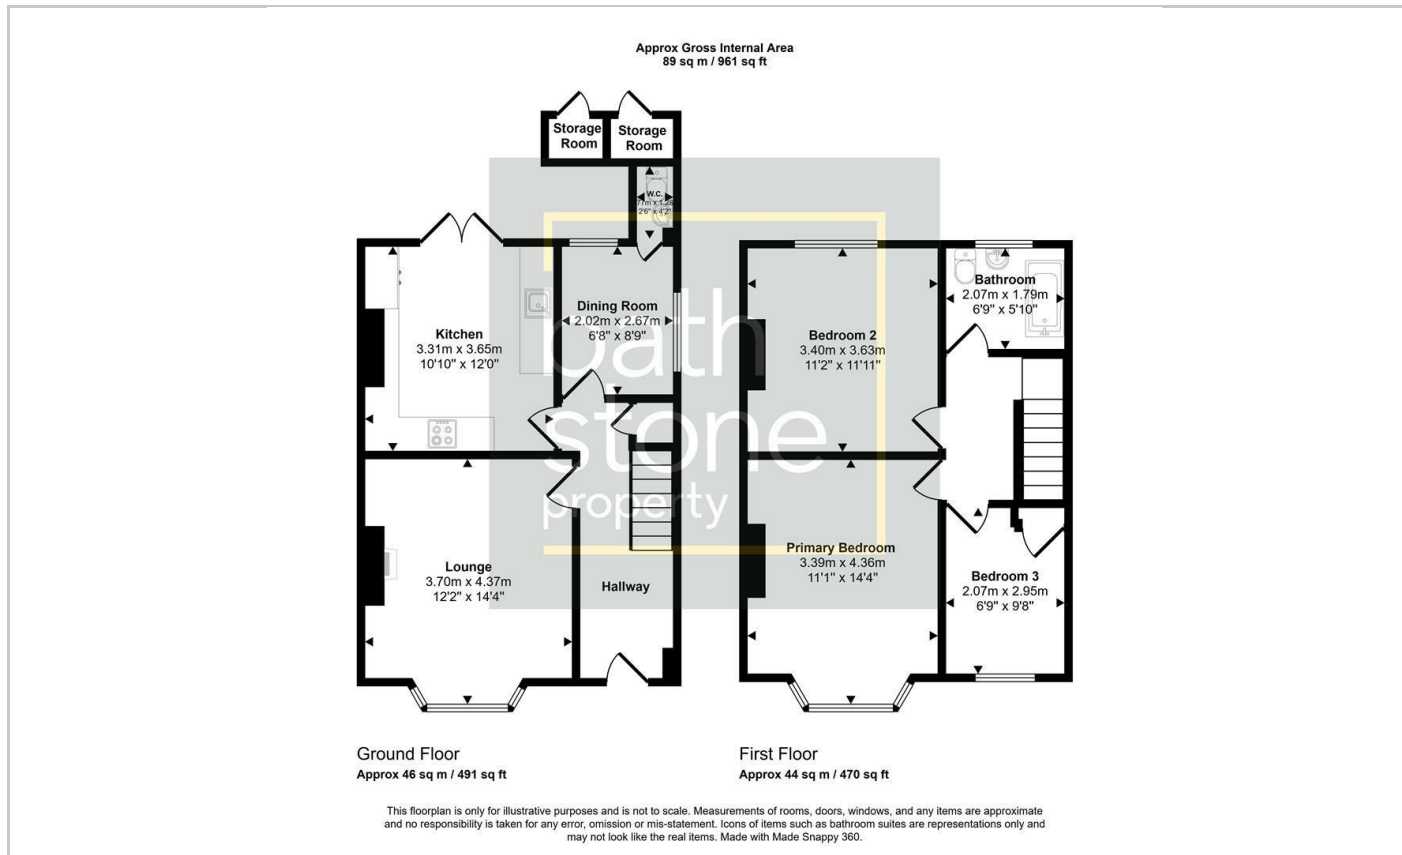 Approx Gross Internal Area
89 sq m / 961 sq ft
Storage
Room
Storage
Room
W.C.
2'6" x 4'2"
Kitchen
3.31m x 3.65m
10'10" x 12'0"
Dining Room
2.02m x 2.67m
6'8" x 8'9"
Lounge
3.70m x 4.37m
12'2" x 14'4"
Hallway
Bedroom 2
3.40m x 3.63m
11'2" x 11'11"
Bathroom
2.07m x 1.79m
6'9" x 5'10"
Primary Bedroom
3.39m x 4.36m
11'1" x 14'4"
Bedroom 3
2.07m x 2.95m
6'9" x 9'8"
bath
stone
property
Ground Floor
Approx 46 sq m / 491 sq ft
First Floor
Approx 44 sq m / 470 sq ft
This floorplan is only for illustrative purposes and is not to scale. Measurements of rooms, doors, windows, and any items are approximate
and no responsibility is taken for any error, omission or mis-statement. Icons of items such as bathroom suites are representations only and
may not look like the real items. Made with Made Snappy 360.